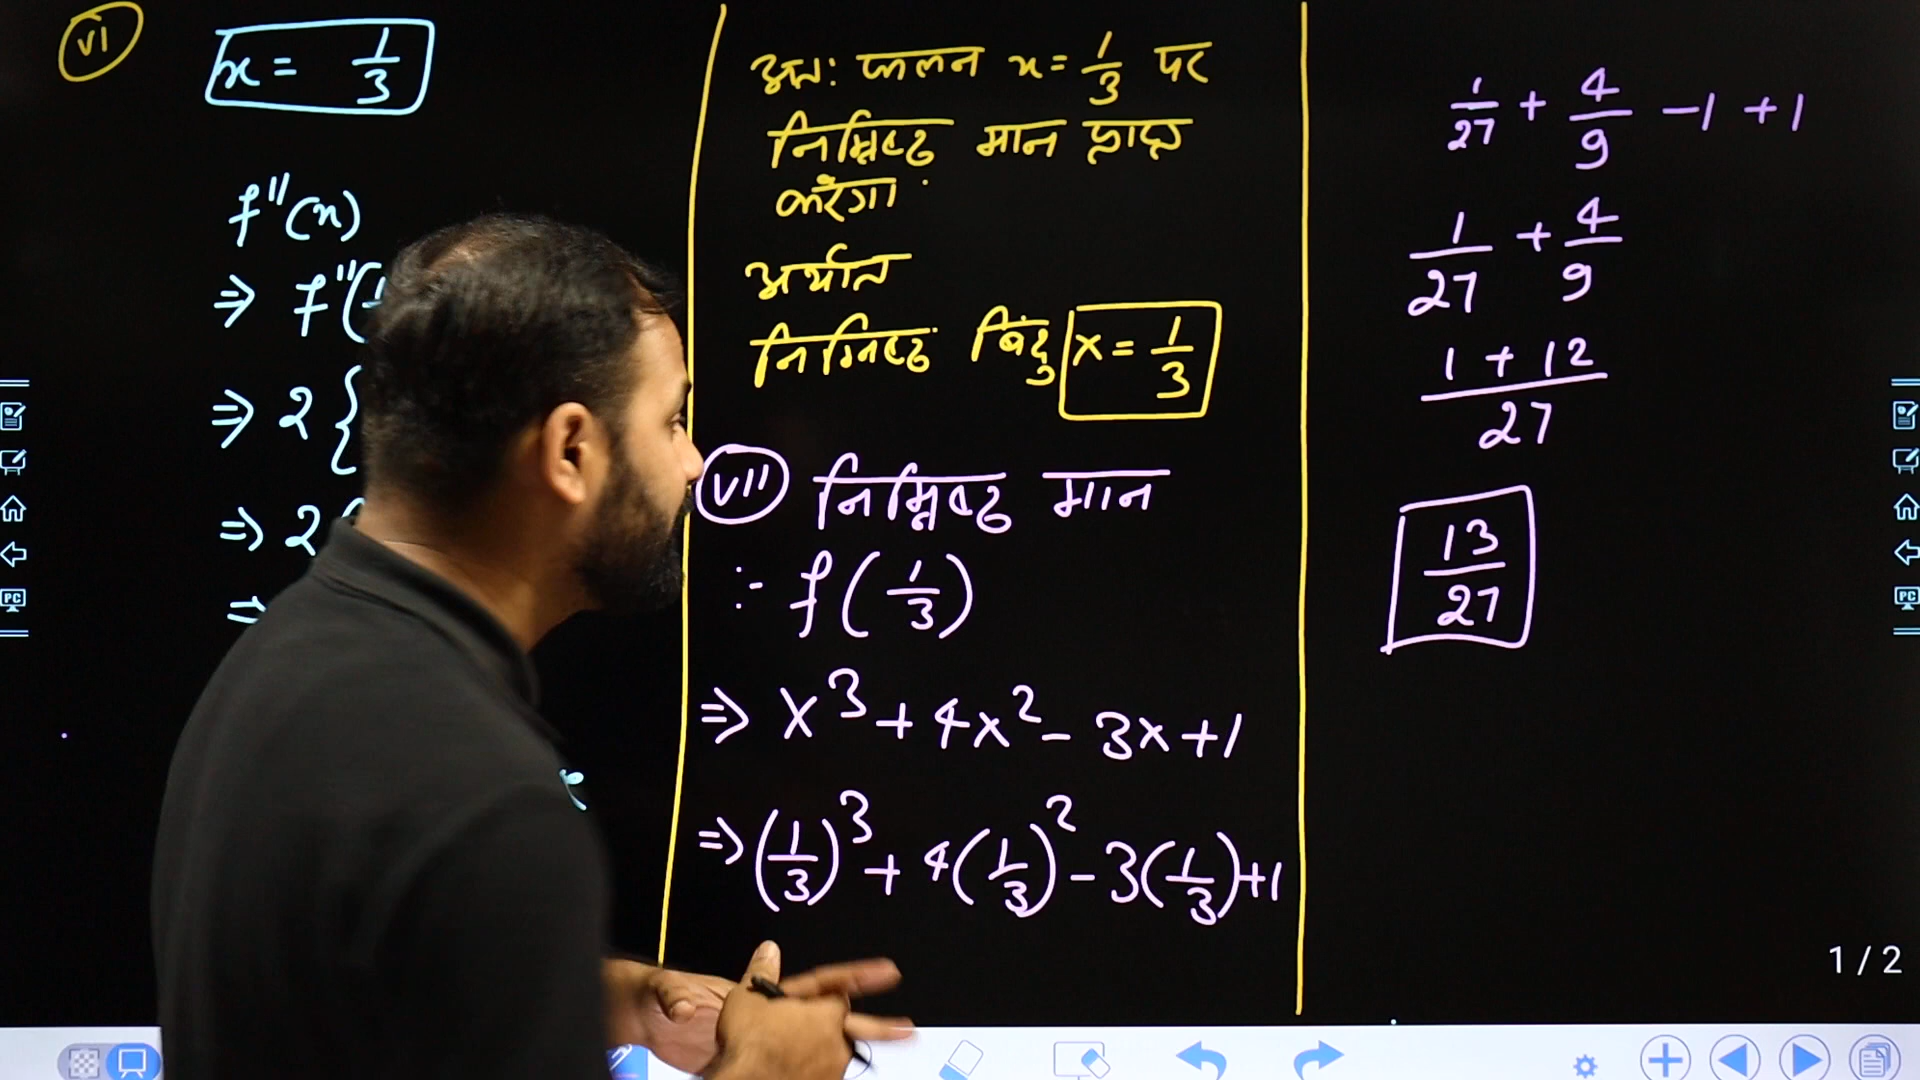 vi
x = 1/3
f''(x)
⇒ f''(
⇒ 2{
⇒ 2
⇒
अतः फलन x = 1/3 पर
निम्निष्ठ मान प्राप्त
करेगा
अर्थात
निम्निष्ठ बिंदु x = 1/3
vii निम्निष्ठ मान
:- f(1/3)
⇒ x³ + 4x² - 3x + 1
⇒ (1/3)³ + 4(1/3)² - 3(1/3) + 1
1/27 + 4/9 - 1 + 1
1/27 + 4/9
1 + 12/27
13/27
1 / 2
PC
PC